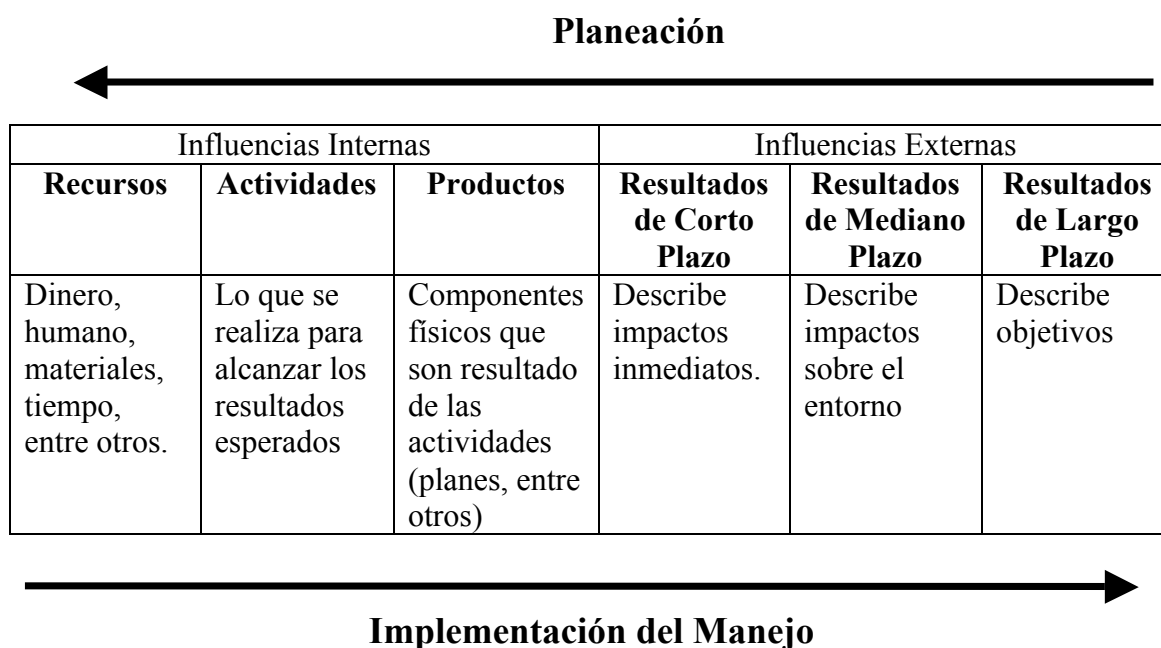 Planeación
Influencias Internas
Influencias Externas
Recursos
Actividades
Productos
Resultados
de Corto
Plazo
Resultados
de Mediano
Plazo
Resultados
de Largo
Plazo
Dinero,
humano,
materiales,
tiempo,
entre otros.
Lo que se
realiza para
alcanzar los
resultados
esperados
Componentes
físicos que
son resultado
de las
actividades
(planes, entre
otros)
Describe
impactos
inmediatos.
Describe
impactos
sobre el
entorno
Describe
objetivos
Implementación del Manejo